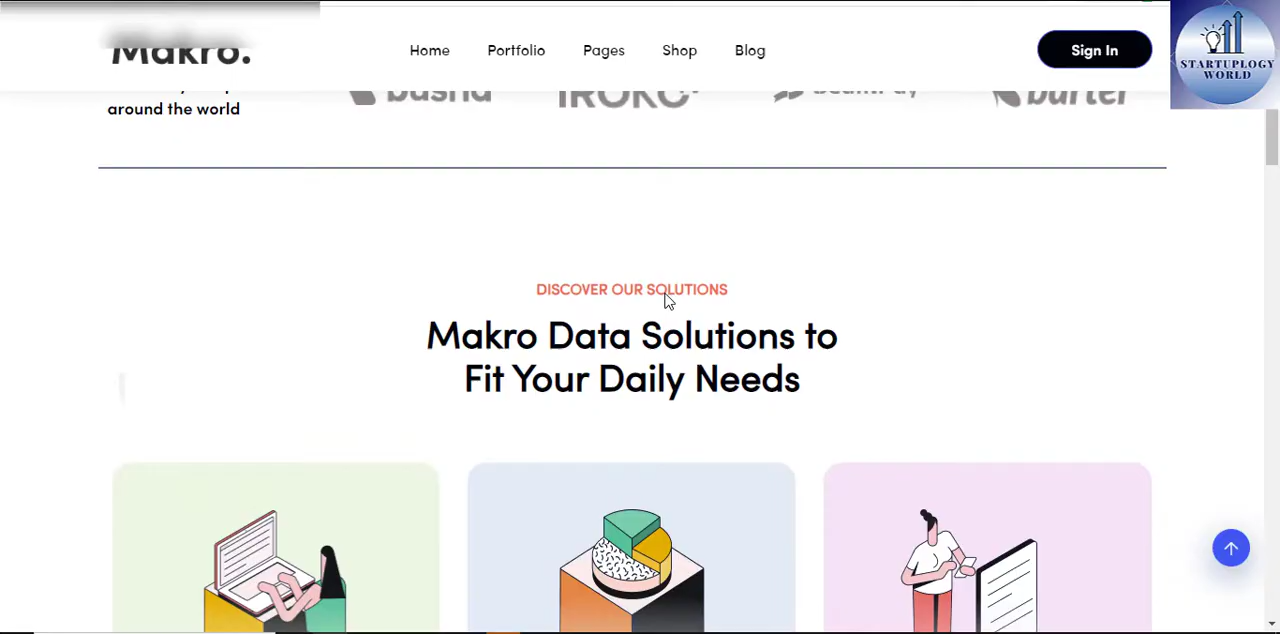 Makro.
Home
Portfolio
Pages
Shop
Blog
Sign In
STARTUPLOGY
WORLD
around the world
DISCOVER OUR SOLUTIONS
Makro Data Solutions to
Fit Your Daily Needs